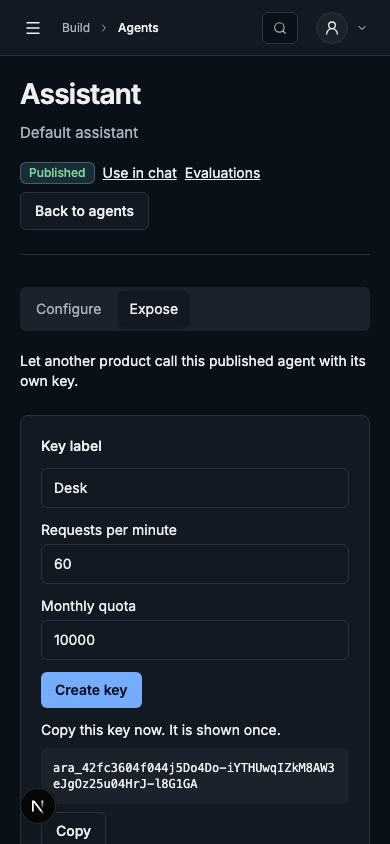 Build > Agents
Assistant
Default assistant
Published Use in chat Evaluations
Back to agents
Configure Expose
Let another product call this published agent with its
own key.
Key label
Desk
Requests per minute
60
Monthly quota
10000
Create key
Copy this key now. It is shown once.
ara_42fc3604f044j5Do4Do-iYTHUwqIZkM8AW3
eJgOz25u04HrJ-l8G1GA
N
Copy